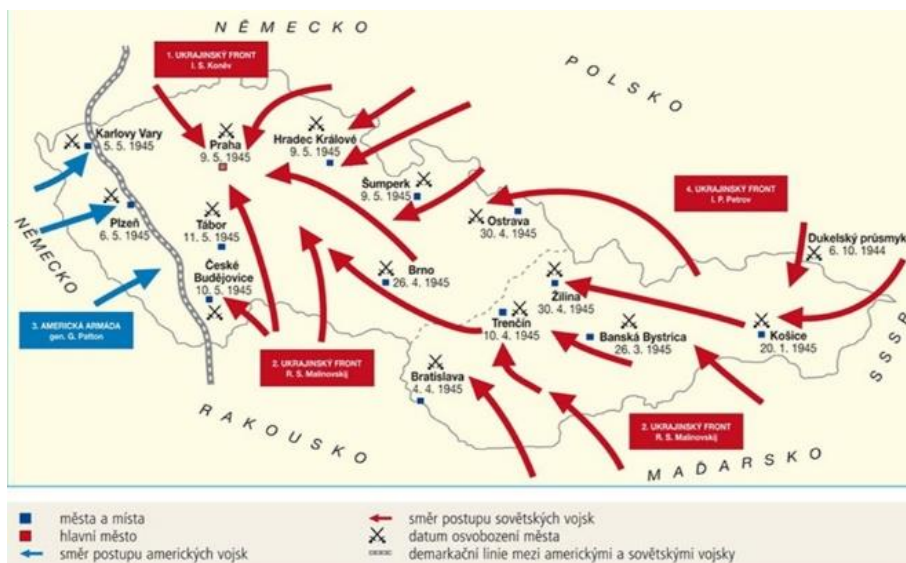 NĚMECKO
POLSKO
1. UKRAJINSKÝ FRONT
I. S. Koněv
Karlovy Vary
5. 5. 1945
Praha
9. 5. 1945
Hradec Králové
9. 5. 1945
Šumperk
9. 5. 1945
4. UKRAJINSKÝ FRONT
I. P. Petrov
NĚMECKO
Plzeň
6. 5. 1945
Tábor
11. 5. 1945
Ostrava
30. 4. 1945
Dukelský průsmyk
6. 10. 1944
České
Budějovice
10. 5. 1945
Brno
26. 4. 1945
Žilina
30. 4. 1945
3. AMERICKÁ ARMÁDA
gen. G. Patton
Trenčín
10. 4. 1945
Banská Bystrica
26. 3. 1945
Košice
20. 1. 1945
SSSR
2. UKRAJINSKÝ FRONT
R. S. Malinovskij
Bratislava
4. 4. 1945
2. UKRAJINSKÝ FRONT
R. S. Malinovskij
RAKOUSKO
MAĎARSKO
města a místa
hlavní město
směr postupu amerických vojsk
směr postupu sovětských vojsk
datum osvobození města
demarkační linie mezi americkými a sovětskými vojsky